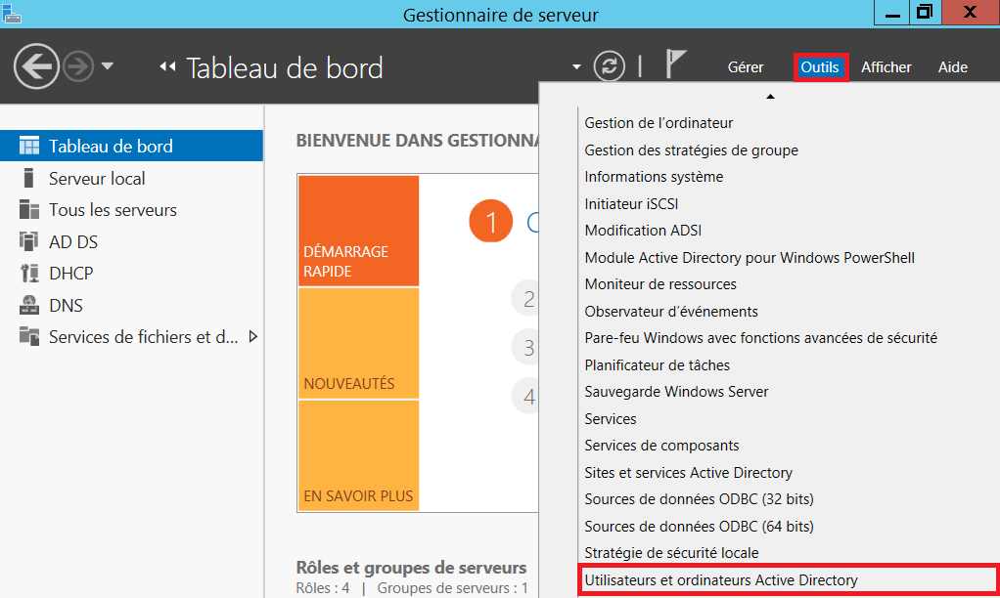 Gestionnaire de serveur
Tableau de bord
Gérer
Outils
Afficher
Aide
Tableau de bord
Serveur local
Tous les serveurs
AD DS
DHCP
DNS
Services de fichiers et d...
BIENVENUE DANS GESTIONNA
DÉMARRAGE
RAPIDE
NOUVEAUTÉS
EN SAVOIR PLUS
1
2
3
4
Rôles et groupes de serveurs
Rôles : 4 | Groupes de serveurs : 1
Gestion de l'ordinateur
Gestion des stratégies de groupe
Informations système
Initiateur iSCSI
Modification ADSI
Module Active Directory pour Windows PowerShell
Moniteur de ressources
Observateur d'événements
Pare-feu Windows avec fonctions avancées de sécurité
Planificateur de tâches
Sauvegarde Windows Server
Services
Services de composants
Sites et services Active Directory
Sources de données ODBC (32 bits)
Sources de données ODBC (64 bits)
Stratégie de sécurité locale
Utilisateurs et ordinateurs Active Directory